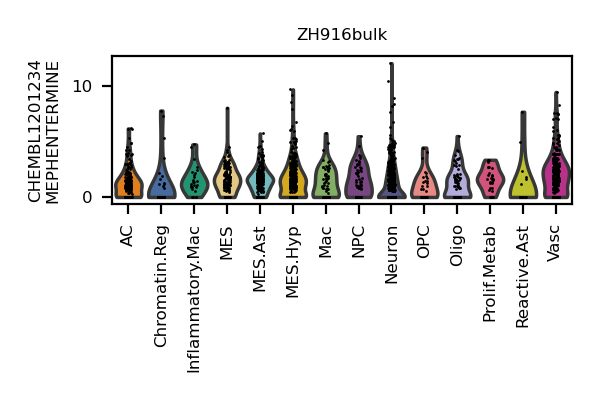 ZH916bulk
CHEMBL1201234
MEPHENTERMINE
10
0
AC
Chromatin.Reg
Inflammatory.Mac
MES
MES.Ast
MES.Hyp
Mac
NPC
Neuron
OPC
Oligo
Prolif.Metab
Reactive.Ast
Vasc